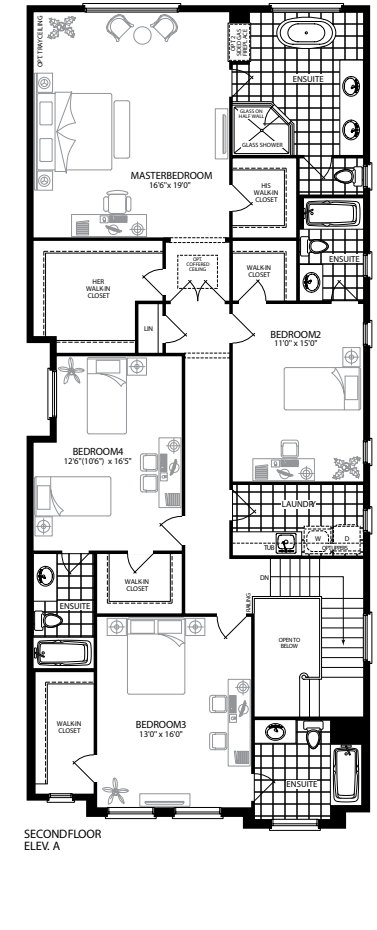 OPT TRAY CEILING
OPT 2
SIDED GAS
FIREPLACE
ENSUITE
GLASS ON
HALF WALL
GLASS SHOWER
MASTERBEDROOM
16'6"x 19'0"
HIS
WALK-IN
CLOSET
ENSUITE
OPT.
COFFERED
CEILING
WALK-IN
CLOSET
HER
WALK-IN
CLOSET
LIN
BEDROOM2
11'0" x 15'0"
BEDROOM4
12'6"(10'6") x 16'5"
LAUNDRY
TUB
W
D
OPT. UPPERS
WALK-IN
CLOSET
ENSUITE
DN
RAILING
OPEN TO
BELOW
BEDROOM3
13'0" x 16'0"
WALK-IN
CLOSET
ENSUITE
SECONDFLOOR
ELEV. A